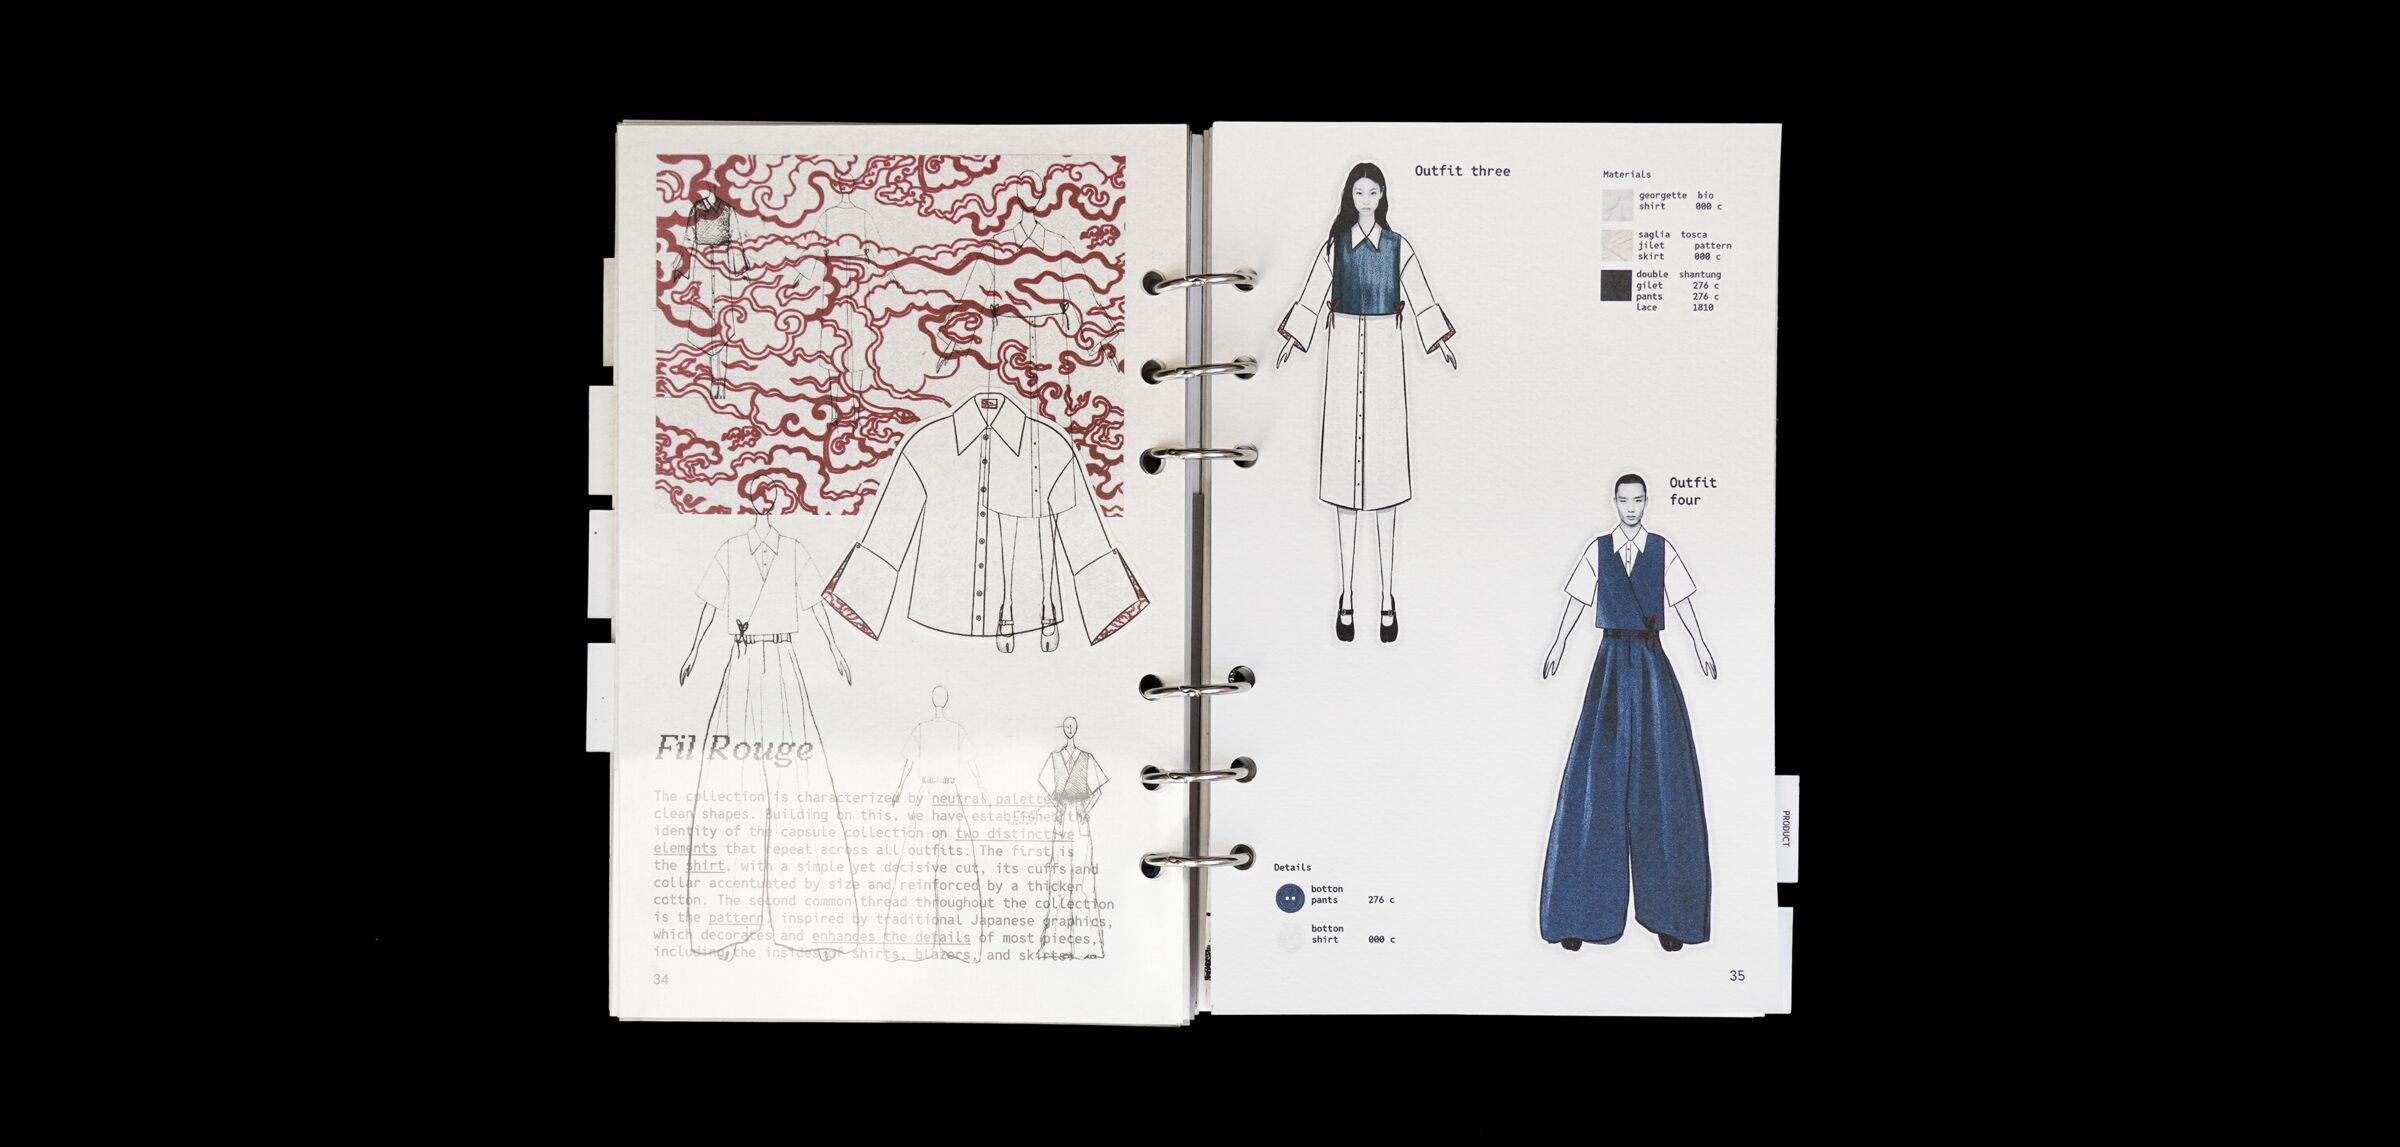 Fil Rouge
The collection is characterized by neutral palette
clean shapes. Building on this, we have established the
identity of the capsule collection on two distinctive
elements that repeat across all outfits. The first is
the shirt, with a simple yet decisive cut, its cuffs and
collar accentuated by size and reinforced by a thicker
cotton. The second common thread throughout the collection
is the pattern, inspired by traditional Japanese graphics,
which decorates and enhances the details of most pieces,
including the insides of shirts, blazers, and skirts.
34
Outfit three
Materials
georgette bio
shirt 000 c
saglia tosca
jilet pattern
skirt 000 c
double shantung
gilet 276 c
pants 276 c
lace 1810
Outfit
four
Details
botton
pants 276 c
botton
shirt 000 c
35
PRODUCT